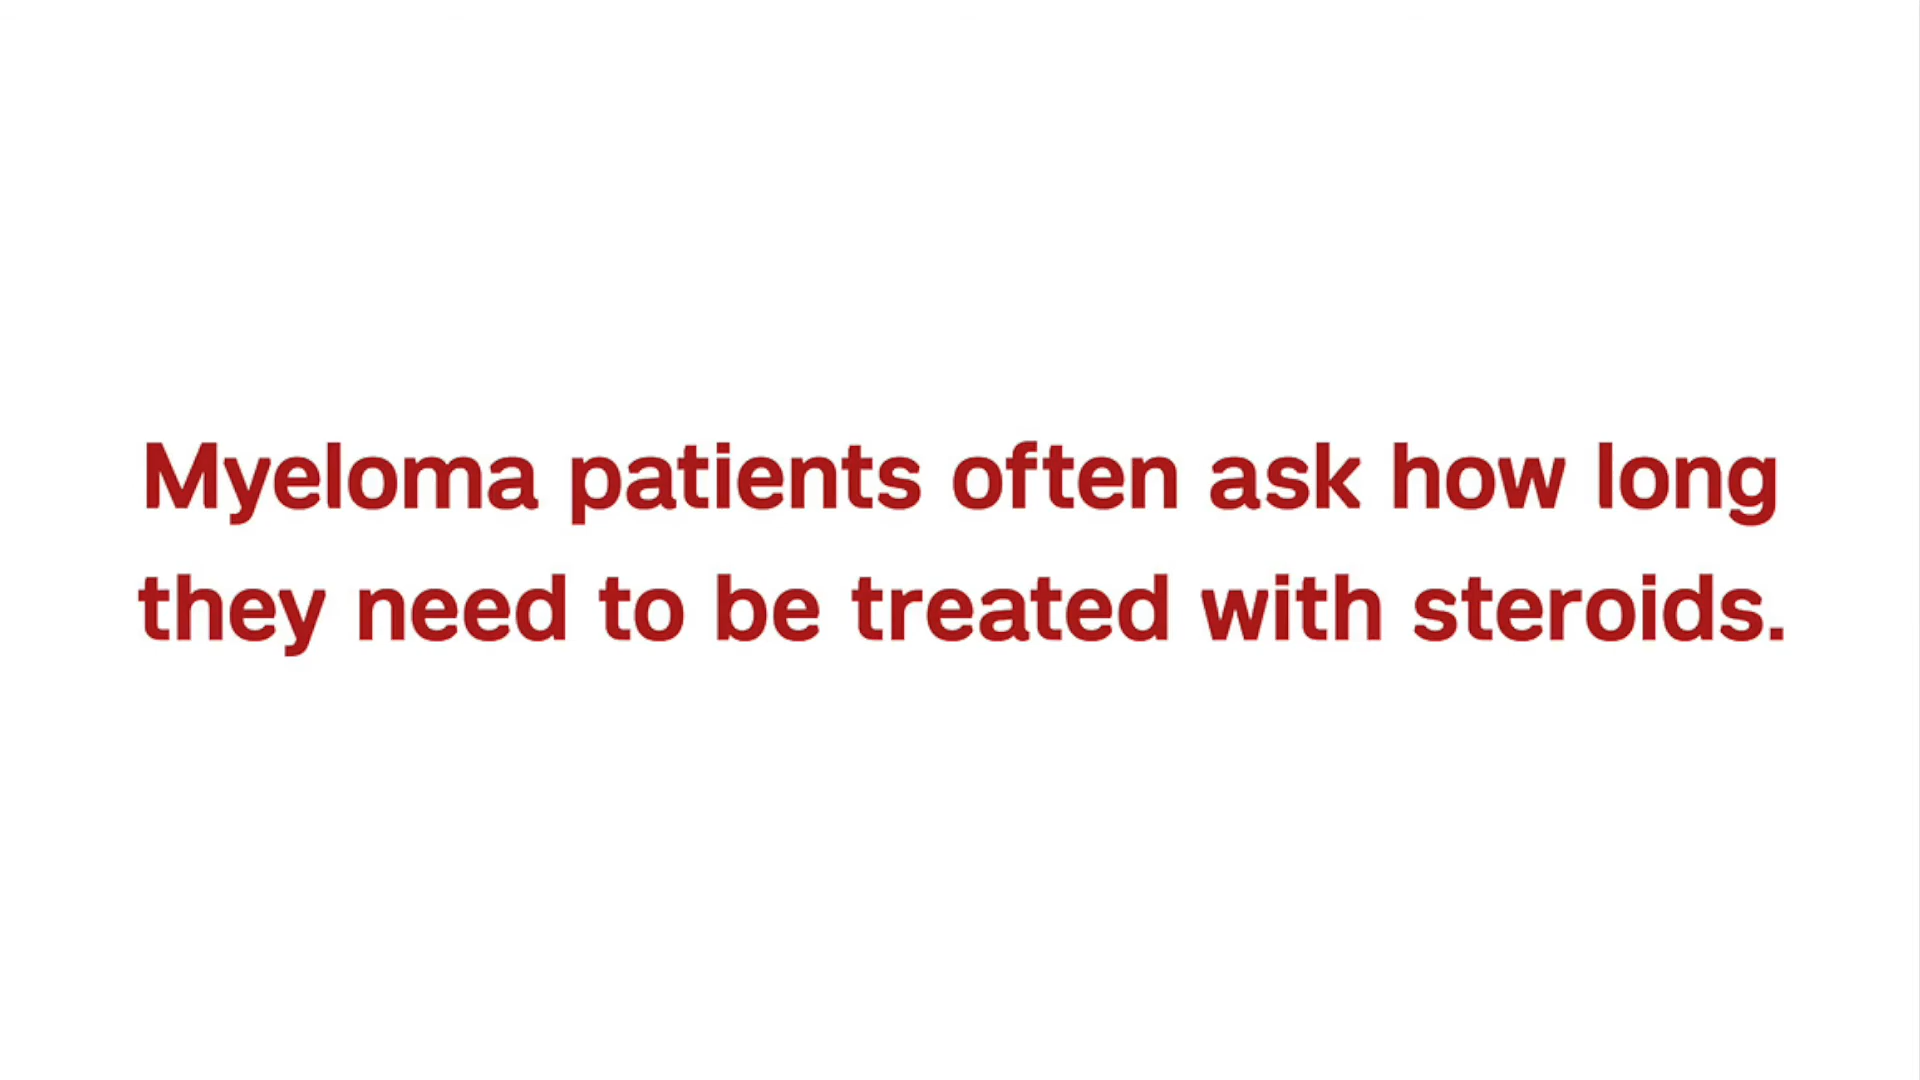 Myeloma patients often ask how long
they need to be treated with steroids.